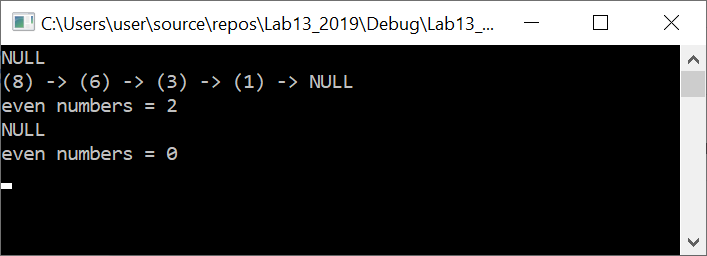 C:\Users\user\source\repos\Lab13_2019\Debug\Lab13_...
NULL
(8) -> (6) -> (3) -> (1) -> NULL
even numbers = 2
NULL
even numbers = 0